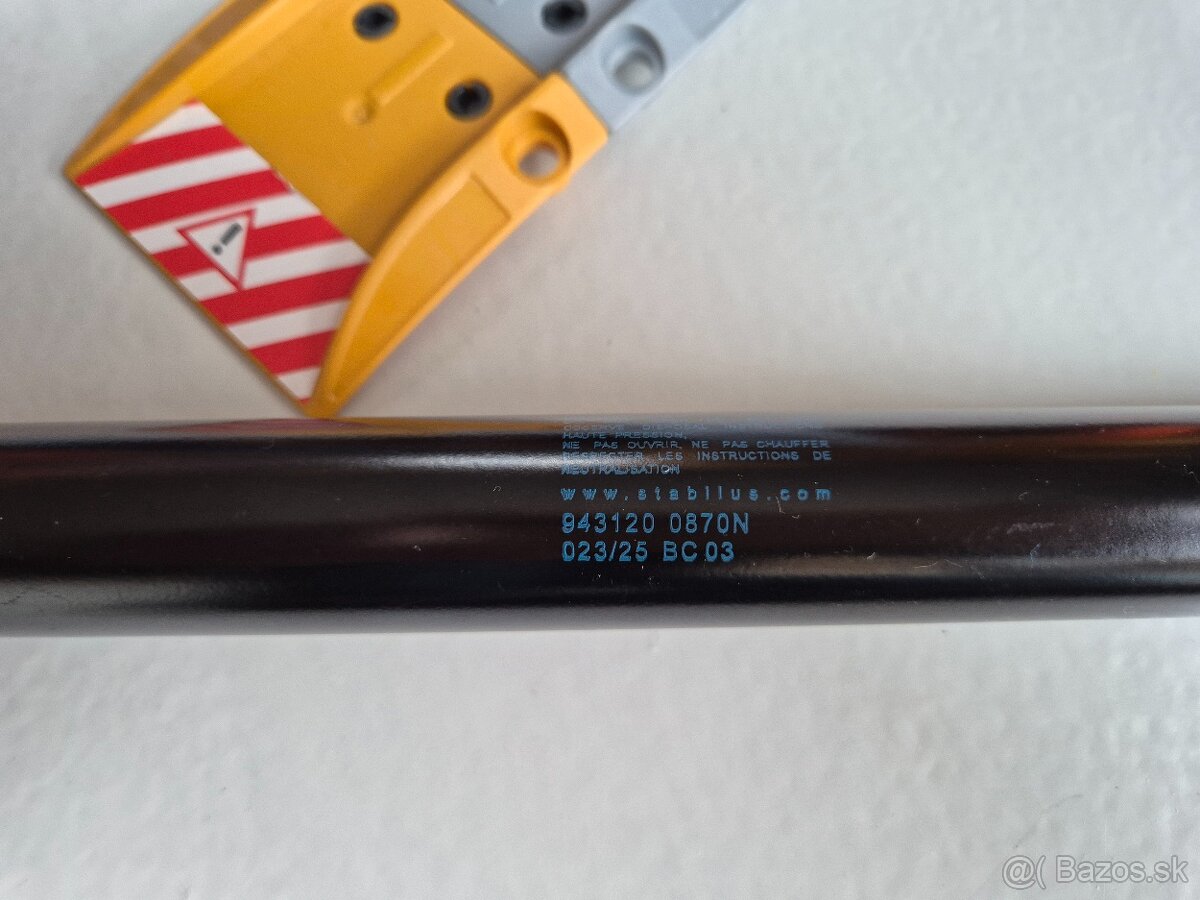 HAUTE PRESSION,
NE PAS OUVRIR, NE PAS CHAUFFER
RESPECTER LES INSTRUCTIONS DE
NEUTRALISATION
www.stabilus.com
943120 0870N
023/25 BC 03
@( Bazos.sk